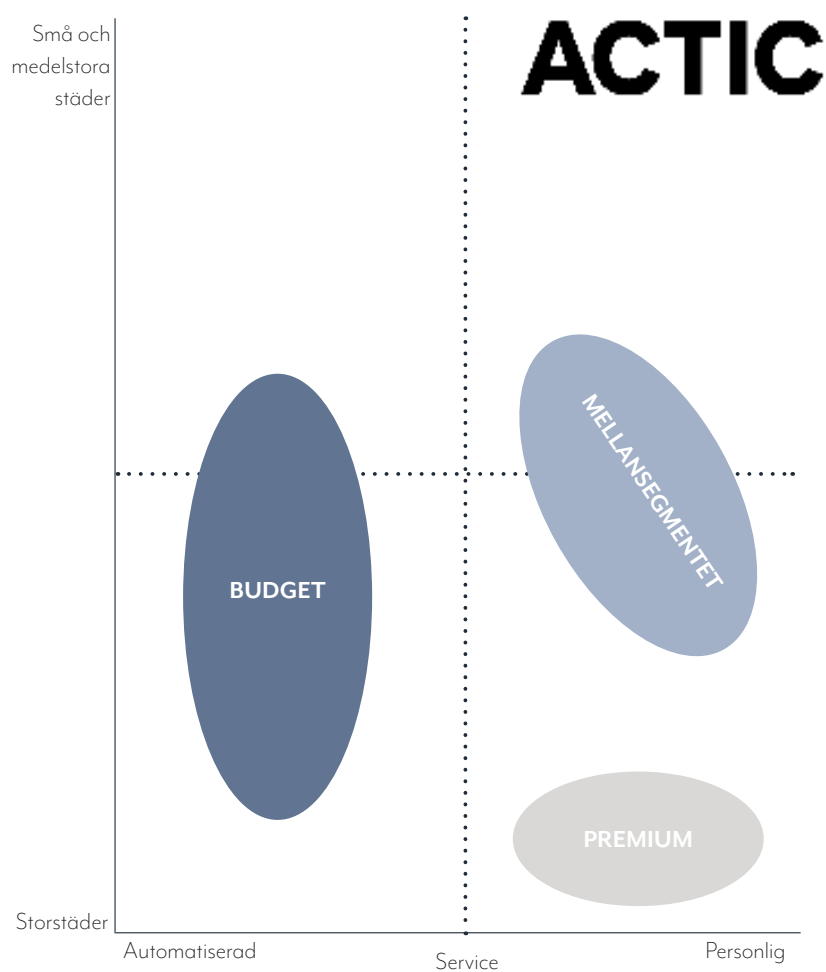 Små och
medelstora
städer
ACTIC
MELLANSEGMENTET
BUDGET
PREMIUM
Storstäder
Automatiserad
Service
Personlig